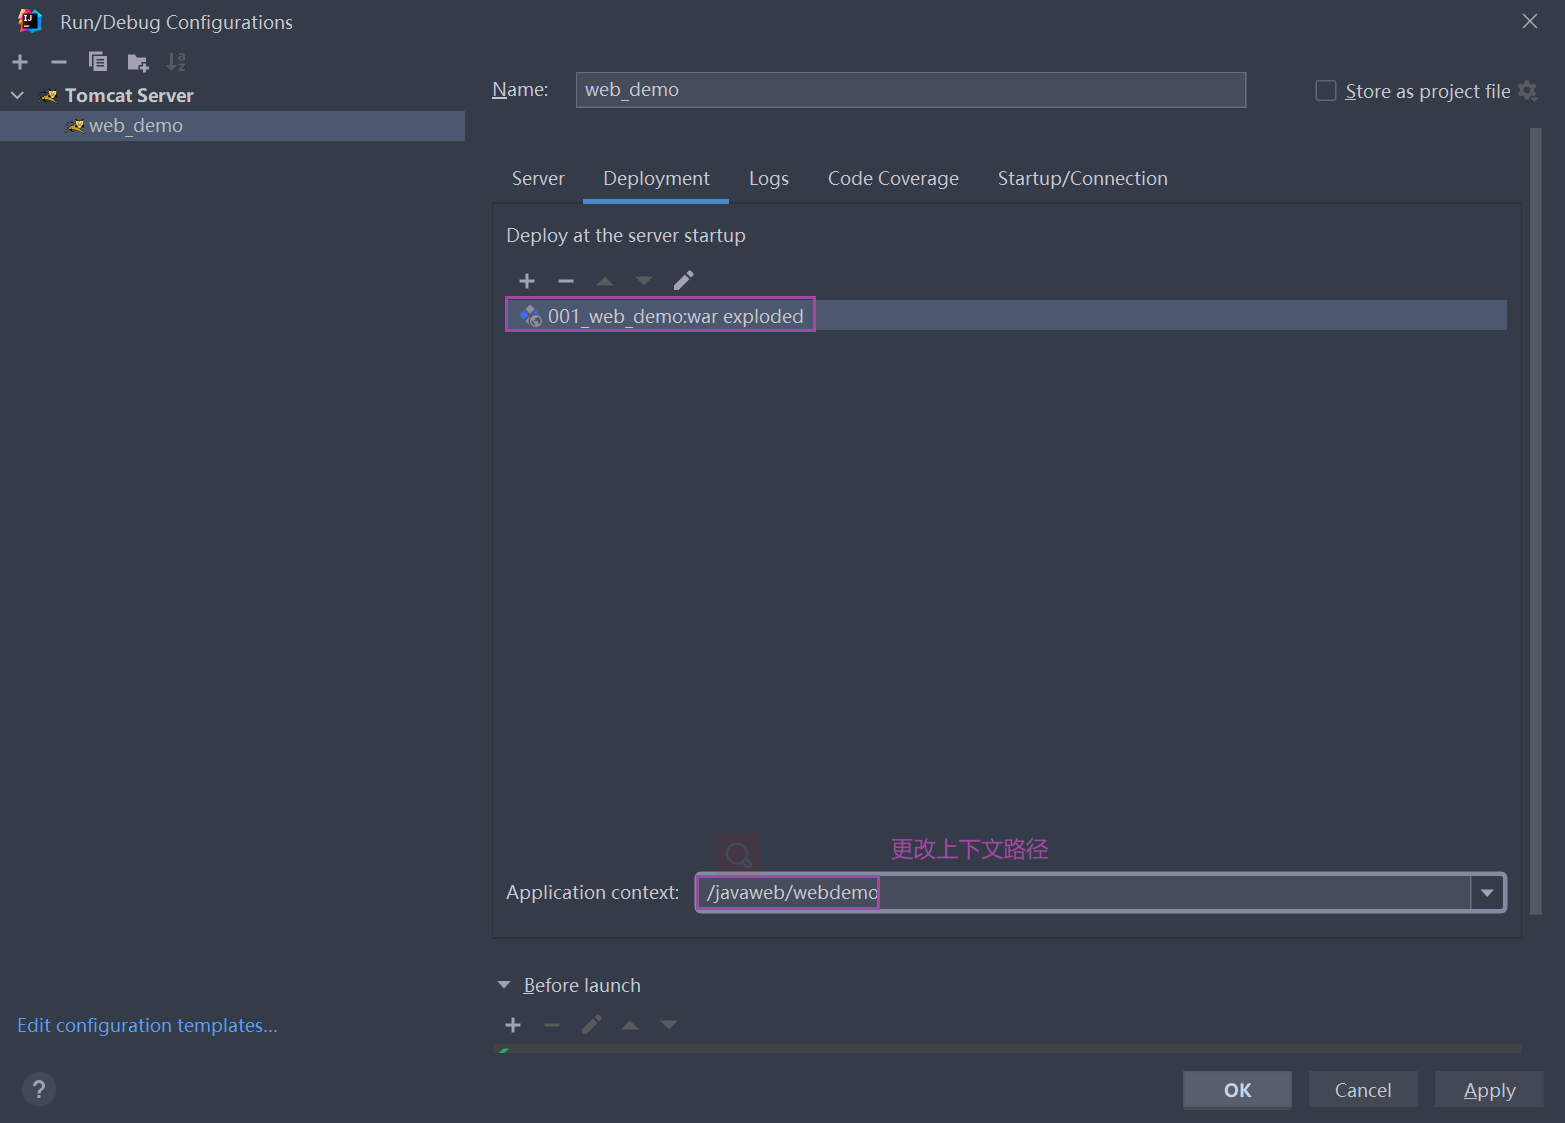 Run/Debug Configurations
Tomcat Server
web_demo
Name: web_demo
Store as project file
Server Deployment Logs Code Coverage Startup/Connection
Deploy at the server startup
001_web_demo:war exploded
更改上下文路径
Application context: /javaweb/webdemo
Before launch
Edit configuration templates...
?
OK Cancel Apply